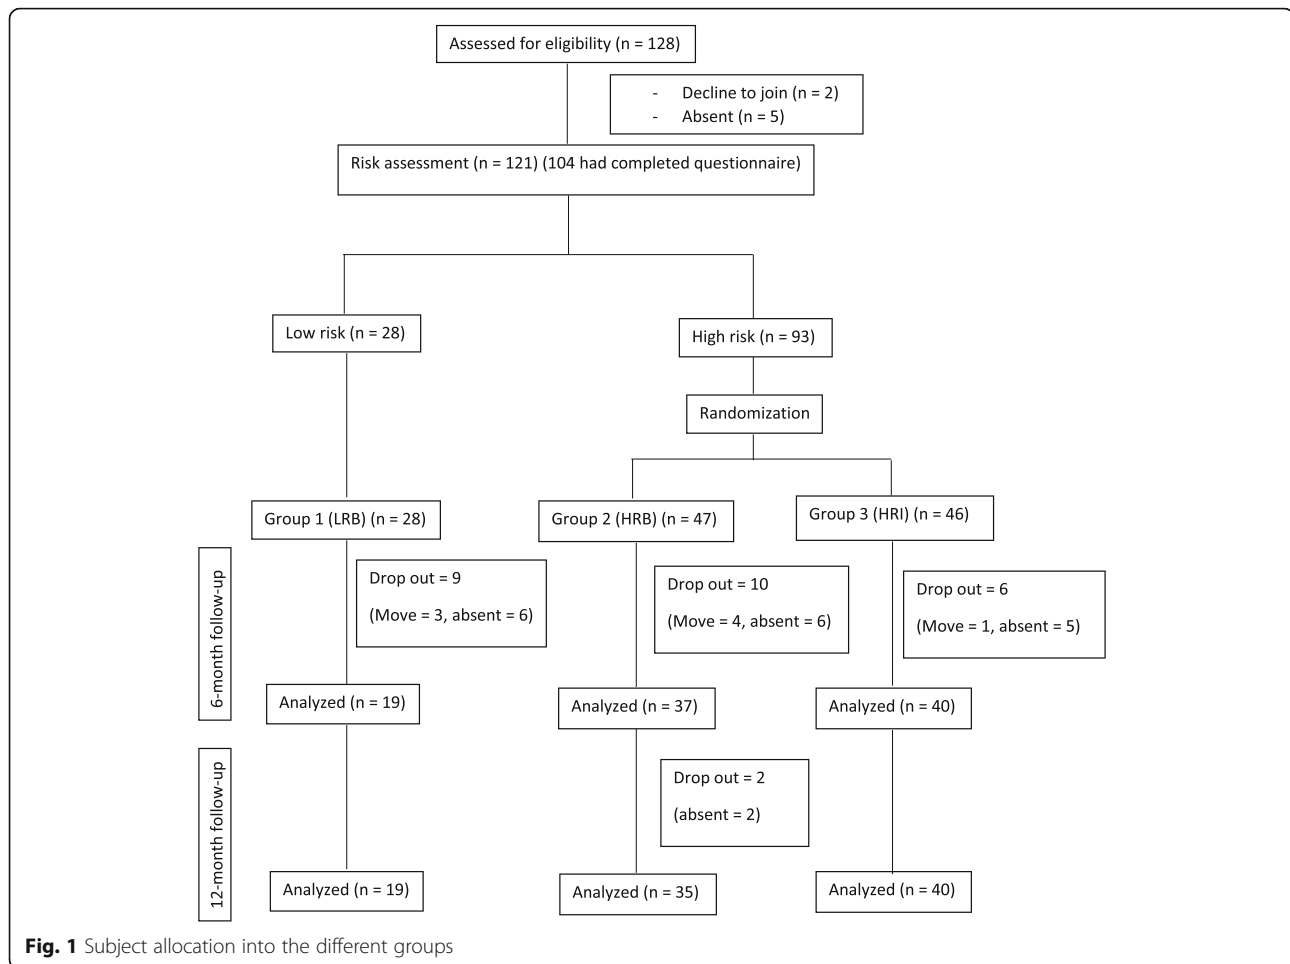 Assessed for eligibility (n = 128)
- Decline to join (n = 2)
- Absent (n = 5)
Risk assessment (n = 121) (104 had completed questionnaire)
Low risk (n = 28)
High risk (n = 93)
Randomization
Group 1 (LRB) (n = 28)
Group 2 (HRB) (n = 47)
Group 3 (HRI) (n = 46)
6-month follow-up
Drop out = 9
(Move = 3, absent = 6)
Drop out = 10
(Move = 4, absent = 6)
Drop out = 6
(Move = 1, absent = 5)
Analyzed (n = 19)
Analyzed (n = 37)
Analyzed (n = 40)
12-month follow-up
Drop out = 2
(absent = 2)
Analyzed (n = 19)
Analyzed (n = 35)
Analyzed (n = 40)
Fig. 1 Subject allocation into the different groups